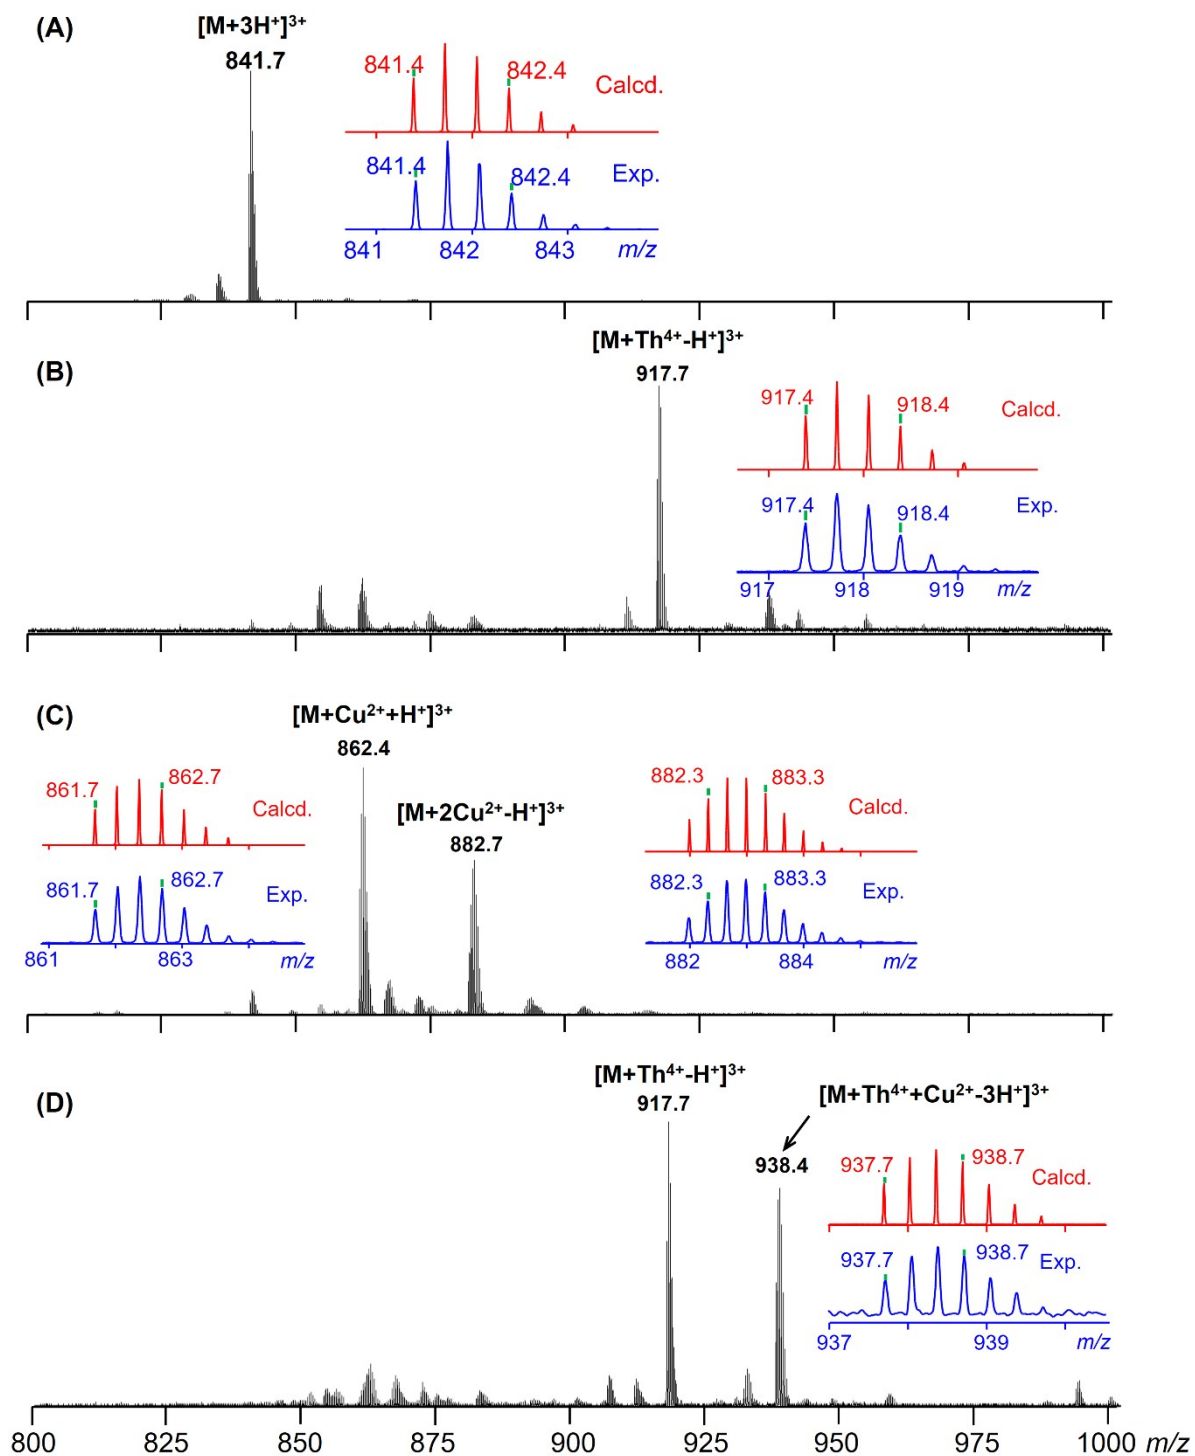 (A)
[M+3H⁺]³⁺
841.7
841.4
842.4
Calcd.
841.4
842.4
Exp.
841
842
843
m/z
(B)
[M+Th⁴⁺-H⁺]³⁺
917.7
917.4
918.4
Calcd.
917.4
918.4
Exp.
917
918
919
m/z
(C)
[M+Cu²⁺+H⁺]³⁺
862.4
[M+2Cu²⁺-H⁺]³⁺
882.7
861.7
862.7
Calcd.
861.7
862.7
Exp.
861
863
m/z
882.3
883.3
Calcd.
882.3
883.3
Exp.
882
884
m/z
(D)
[M+Th⁴⁺-H⁺]³⁺
917.7
[M+Th⁴⁺+Cu²⁺-3H⁺]³⁺
938.4
937.7
938.7
Calcd.
937.7
938.7
Exp.
937
939
m/z
800 825 850 875 900 925 950 975 1000 m/z